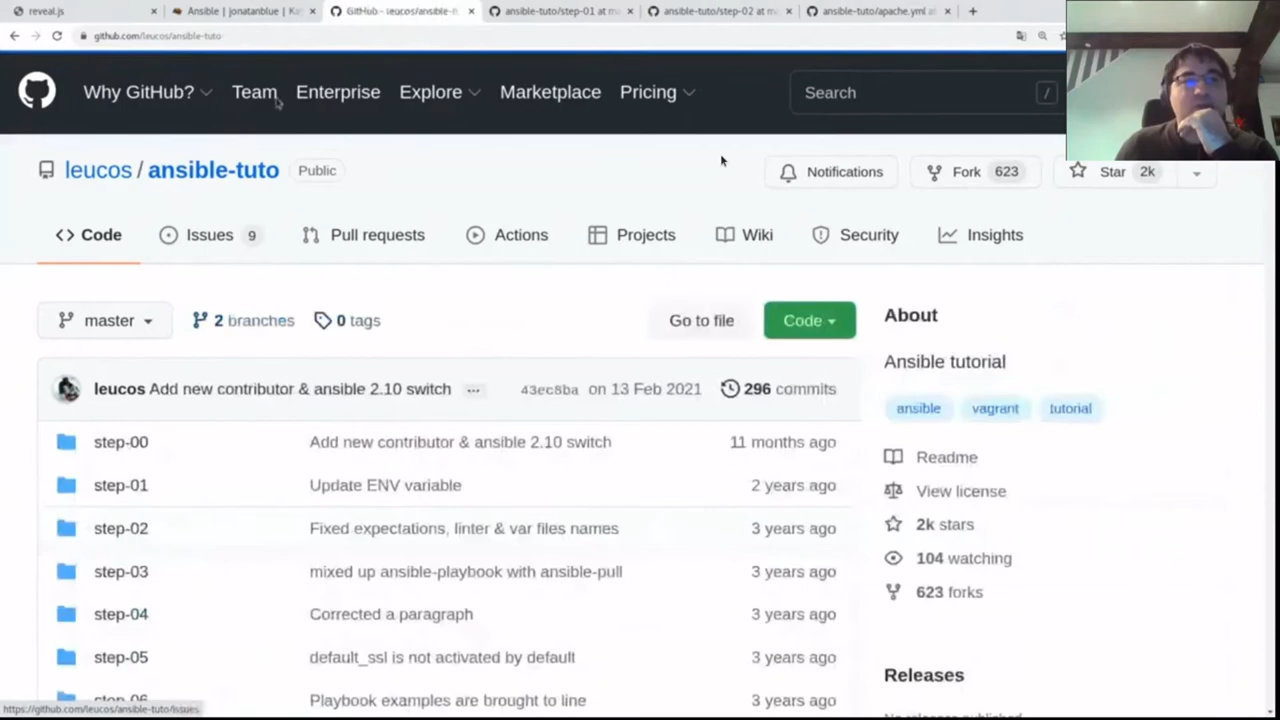 reveal.js
Ansible | jonatanblue | Ka
GitHub - leucos/ansible-t
ansible-tuto/step-01 at m
ansible-tuto/step-02 at m
ansible-tuto/apache.yml a
github.com/leucos/ansible-tuto
Why GitHub? Team Enterprise Explore Marketplace Pricing Search /
leucos / ansible-tuto Public Notifications Fork 623 Star 2k
Code Issues 9 Pull requests Actions Projects Wiki Security Insights
master 2 branches 0 tags Go to file Code
About
Ansible tutorial
leucos Add new contributor & ansible 2.10 switch ... 43ec8ba on 13 Feb 2021 296 commits
ansible vagrant tutorial
step-00 Add new contributor & ansible 2.10 switch 11 months ago
Readme
step-01 Update ENV variable 2 years ago
View license
step-02 Fixed expectations, linter & var files names 3 years ago
2k stars
104 watching
step-03 mixed up ansible-playbook with ansible-pull 3 years ago
623 forks
step-04 Corrected a paragraph 3 years ago
step-05 default_ssl is not activated by default 3 years ago
Releases
step-06 Playbook examples are brought to line 3 years ago
https://github.com/leucos/ansible-tuto/issues